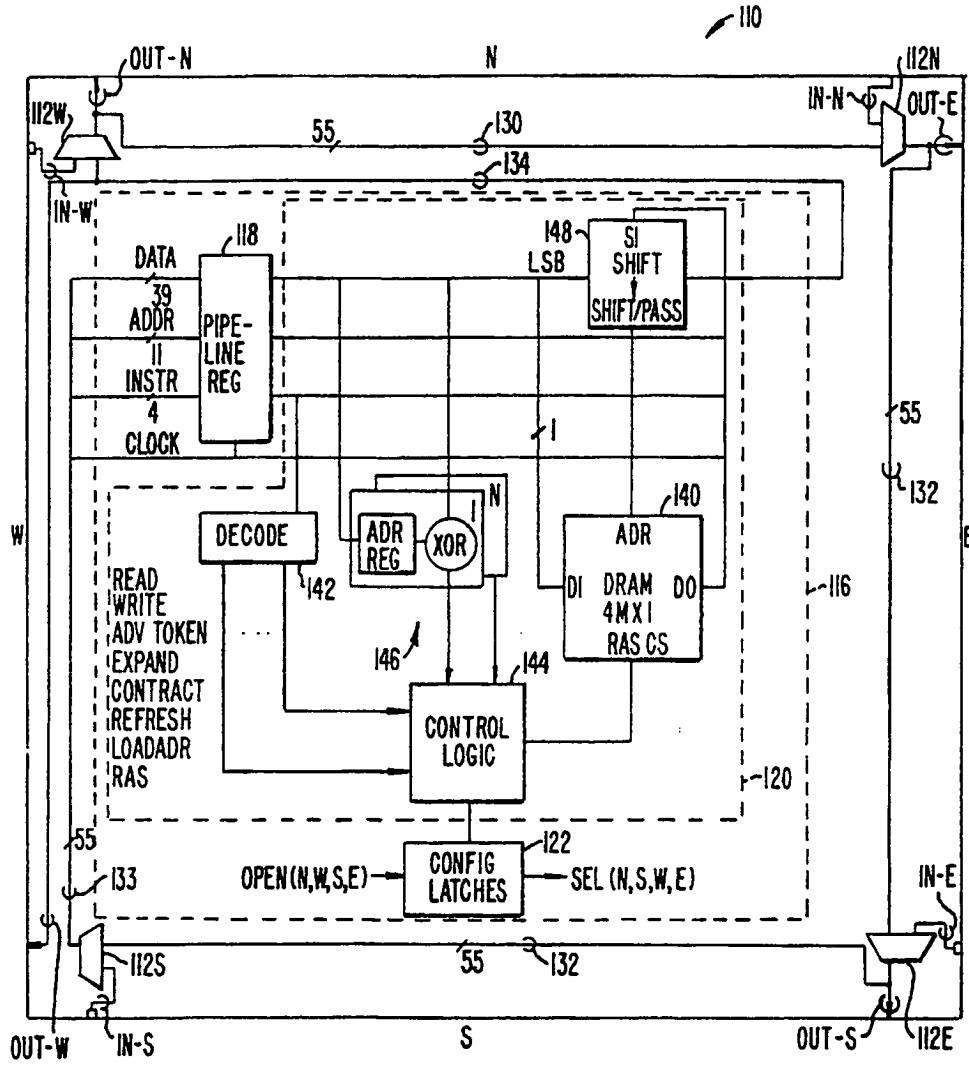 110
OUT-N
N
112N
IN-N
OUT-E
112W
55
130
134
IN-W
118
148
SI
SHIFT
SHIFT/PASS
LSB
DATA
39
ADDR
11
INSTR
4
CLOCK
PIPE-
LINE
REG
55
132
1
W
E
DECODE
142
N
1
ADR
REG
XOR
140
ADR
DI
DRAM
DO
4MX1
RAS CS
116
READ
WRITE
ADV TOKEN
EXPAND
CONTRACT
REFRESH
LOADADR
RAS
...
146
144
CONTROL
LOGIC
120
55
133
122
OPEN (N,W,S,E)
CONFIG
LATCHES
SEL (N,S,W,E)
IN-E
112S
55
132
OUT-W
IN-S
S
OUT-S
112E